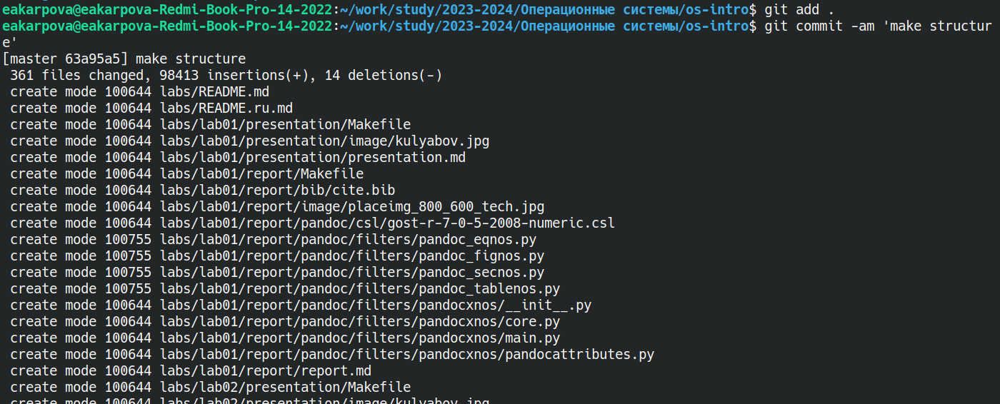 eakarpova@eakarpova-Redmi-Book-Pro-14-2022:~/work/study/2023-2024/Операционные системы/os-intro$ git add .
eakarpova@eakarpova-Redmi-Book-Pro-14-2022:~/work/study/2023-2024/Операционные системы/os-intro$ git commit -am 'make structur
e'
[master 63a95a5] make structure
 361 files changed, 98413 insertions(+), 14 deletions(-)
 create mode 100644 labs/README.md
 create mode 100644 labs/README.ru.md
 create mode 100644 labs/lab01/presentation/Makefile
 create mode 100644 labs/lab01/presentation/image/kulyabov.jpg
 create mode 100644 labs/lab01/presentation/presentation.md
 create mode 100644 labs/lab01/report/Makefile
 create mode 100644 labs/lab01/report/bib/cite.bib
 create mode 100644 labs/lab01/report/image/placeimg_800_600_tech.jpg
 create mode 100644 labs/lab01/report/pandoc/csl/gost-r-7-0-5-2008-numeric.csl
 create mode 100755 labs/lab01/report/pandoc/filters/pandoc_eqnos.py
 create mode 100755 labs/lab01/report/pandoc/filters/pandoc_fignos.py
 create mode 100755 labs/lab01/report/pandoc/filters/pandoc_secnos.py
 create mode 100755 labs/lab01/report/pandoc/filters/pandoc_tablenos.py
 create mode 100644 labs/lab01/report/pandoc/filters/pandocxnos/__init__.py
 create mode 100644 labs/lab01/report/pandoc/filters/pandocxnos/core.py
 create mode 100644 labs/lab01/report/pandoc/filters/pandocxnos/main.py
 create mode 100644 labs/lab01/report/pandoc/filters/pandocxnos/pandocattributes.py
 create mode 100644 labs/lab01/report/report.md
 create mode 100644 labs/lab02/presentation/Makefile
 create mode 100644 labs/lab02/presentation/image/kulyabov.jpg